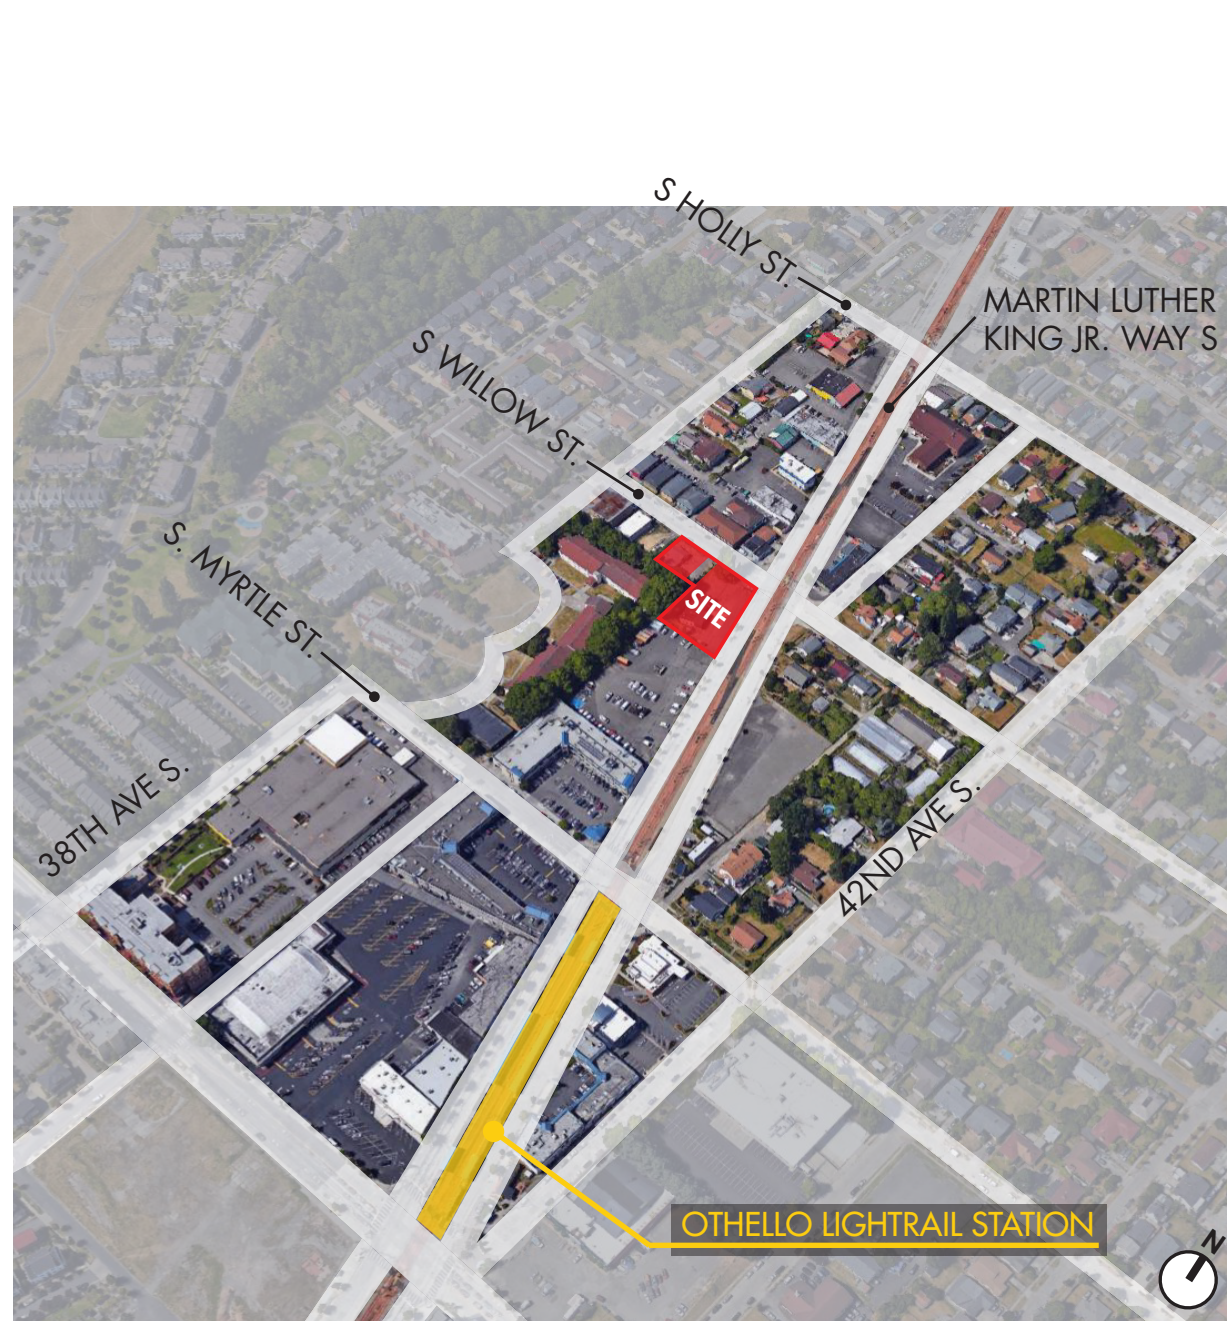 S HOLLY ST.
MARTIN LUTHER
KING JR. WAY S
S WILLOW ST.
S. MYRTLE ST.
SITE
38TH AVE S.
42ND AVE S.
OTHELLO LIGHTRAIL STATION
N